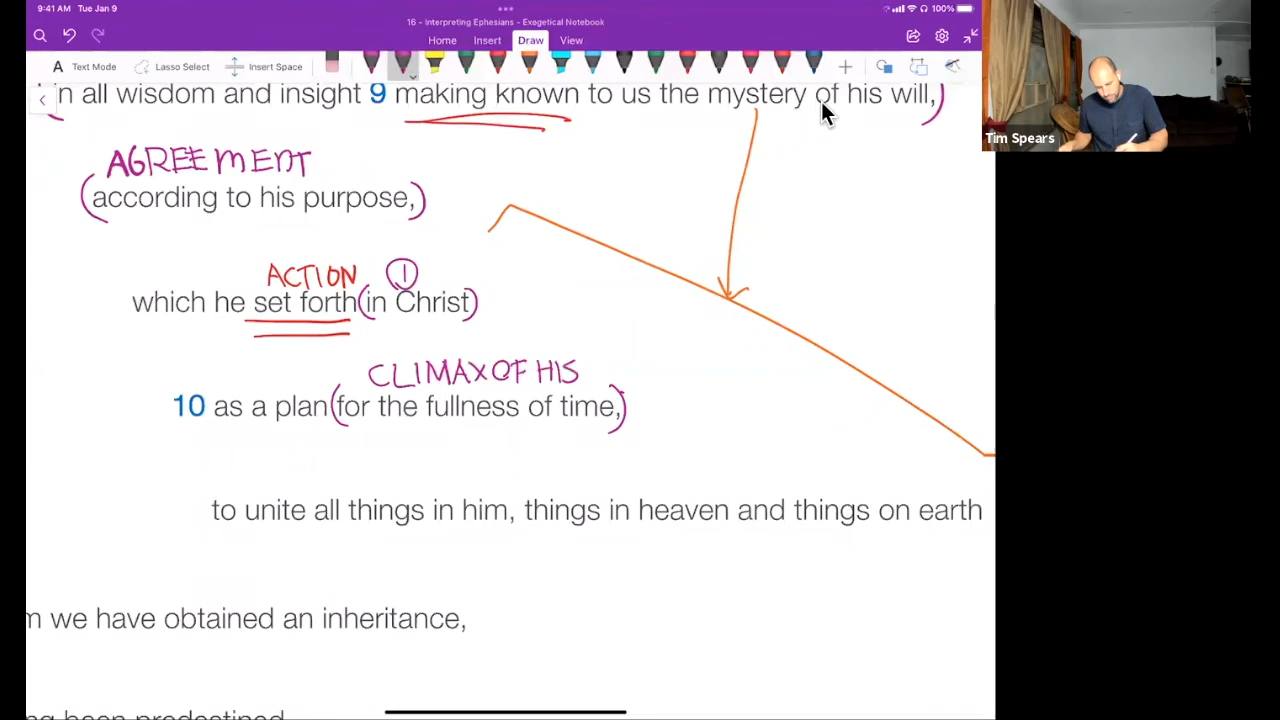 9:41 AM Tue Jan 9
100%
16 - Interpreting Ephesians - Exegetical Notebook
Home Insert Draw View
A Text Mode Lasso Select Insert Space
in all wisdom and insight 9 making known to us the mystery of his will,)
Tim Spears
AGREEMENT
(according to his purpose,)
ACTION 1
which he set forth (in Christ)
CLIMAX OF HIS
10 as a plan (for the fullness of time,)
to unite all things in him, things in heaven and things on earth
we have obtained an inheritance,
been predestined